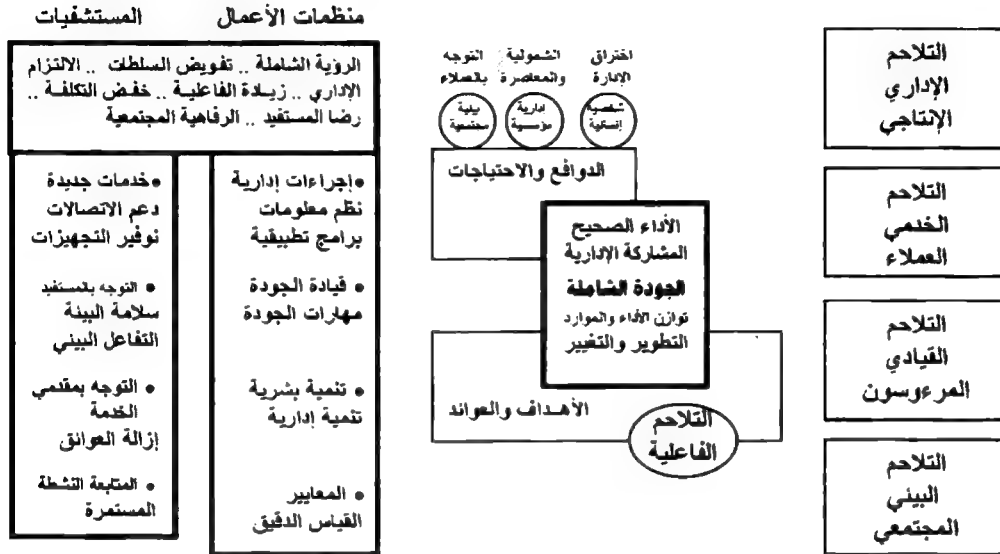 التلاحم
الإداري
الإنتاجي
التلاحم
الخدمي
العملاء
التلاحم
القيادي
المرءوسون
التلاحم
البيئي
المجتمعي
اختراق
الإدارة
الشمولية
والمعاصرة
التوجه
بالعملاء
شخصية
إنسانية
إدارية
مؤسسية
بيئية
مجتمعية
الدوافع والاحتياجات
الأداء الصحيح
المشاركة الإدارية
الجودة الشاملة
توازن الأداء والموارد
التطوير والتغيير
الأهداف والعوائد
التلاحم
الفاعلية
منظمات الأعمال
المستشفيات
الرؤية الشاملة .. تفويض السلطات .. الالتزام
الإداري .. زيادة الفاعلية .. خفض التكلفة ..
رضا المستفيد .. الرفاهية المجتمعية
• إجراءات إدارية
نظم معلومات
برامج تطبيقية
• قيادة الجودة
مهارات الجودة
• تنمية بشرية
تنمية إدارية
• المعايير
القياس الدقيق
• خدمات جديدة
دعم الاتصالات
توفير التجهيزات
• التوجه بالمستفيد
سلامة البيئة
التفاعل البيئي
• التوجه بمقدمي
الخدمة
إزالة العوائق
• المتابعة النشطة
المستمرة